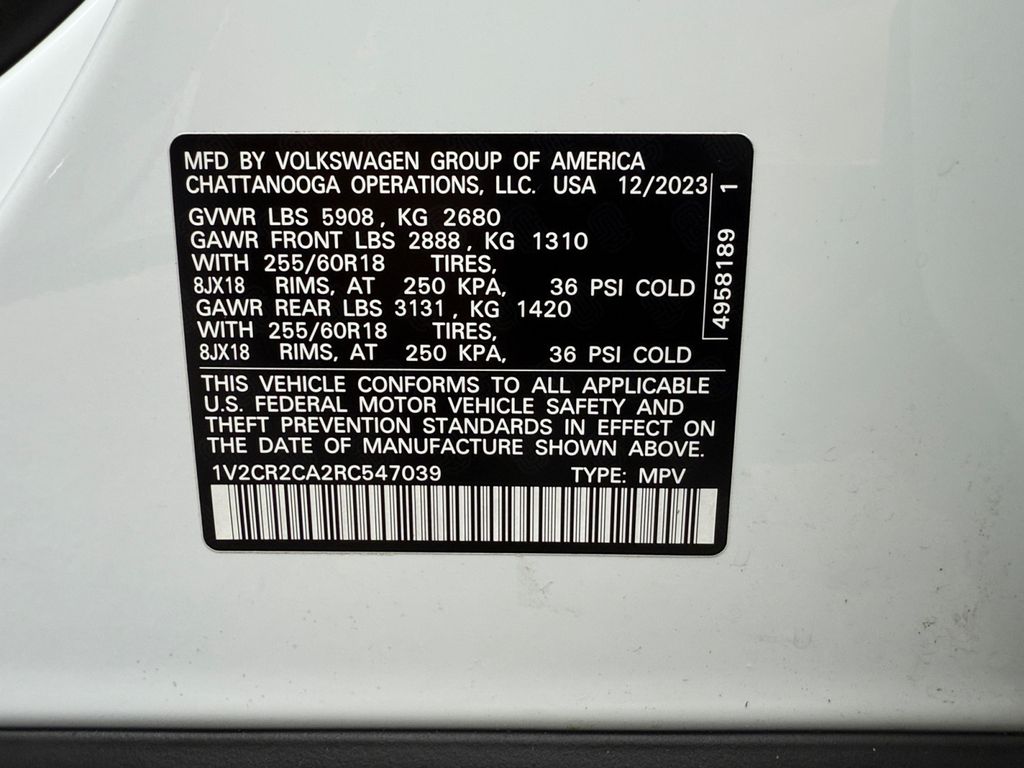 MFD BY VOLKSWAGEN GROUP OF AMERICA
CHATTANOOGA OPERATIONS, LLC. USA 12/2023
GVWR LBS 5908, KG 2680
GAWR FRONT LBS 2888, KG 1310
WITH 255/60R18 TIRES,
8JX18 RIMS, AT 250 KPA, 36 PSI COLD
GAWR REAR LBS 3131, KG 1420
WITH 255/60R18 TIRES,
8JX18 RIMS, AT 250 KPA, 36 PSI COLD
4958189 1
THIS VEHICLE CONFORMS TO ALL APPLICABLE
U.S. FEDERAL MOTOR VEHICLE SAFETY AND
THEFT PREVENTION STANDARDS IN EFFECT ON
THE DATE OF MANUFACTURE SHOWN ABOVE.
1V2CR2CA2RC547039 TYPE: MPV